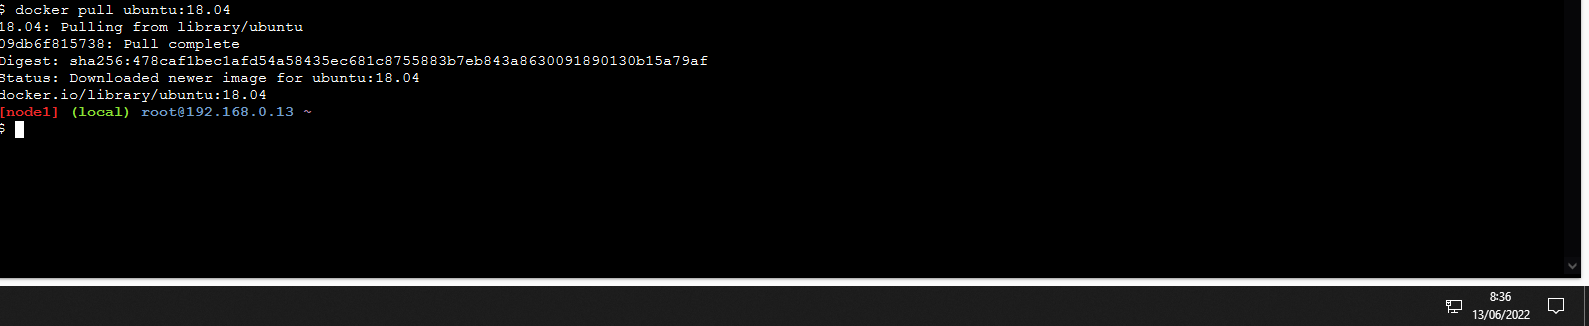 $ docker pull ubuntu:18.04
18.04: Pulling from library/ubuntu
09db6f815738: Pull complete
Digest: sha256:478caf1bec1afd54a58435ec681c8755883b7eb843a8630091890130b15a79af
Status: Downloaded newer image for ubuntu:18.04
docker.io/library/ubuntu:18.04
[node1] (local) root@192.168.0.13 ~
$
8:36
13/06/2022